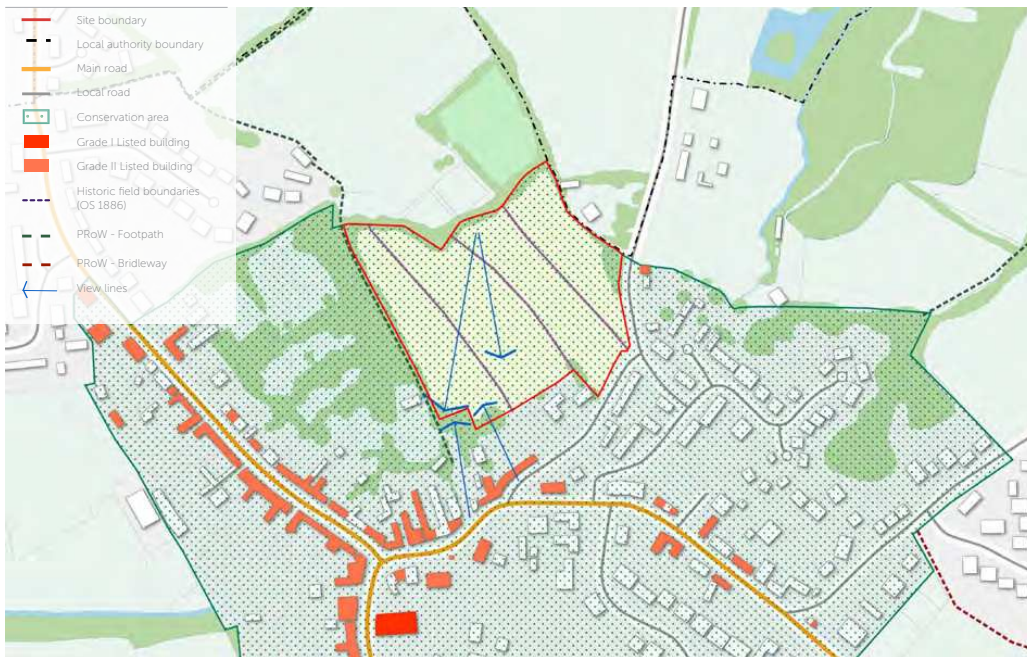 Site boundary
Local authority boundary
Main road
Local road
Conservation area
Grade I Listed building
Grade II Listed building
Historic field boundaries
(OS 1886)
PRoW - Footpath
PRoW - Bridleway
View lines